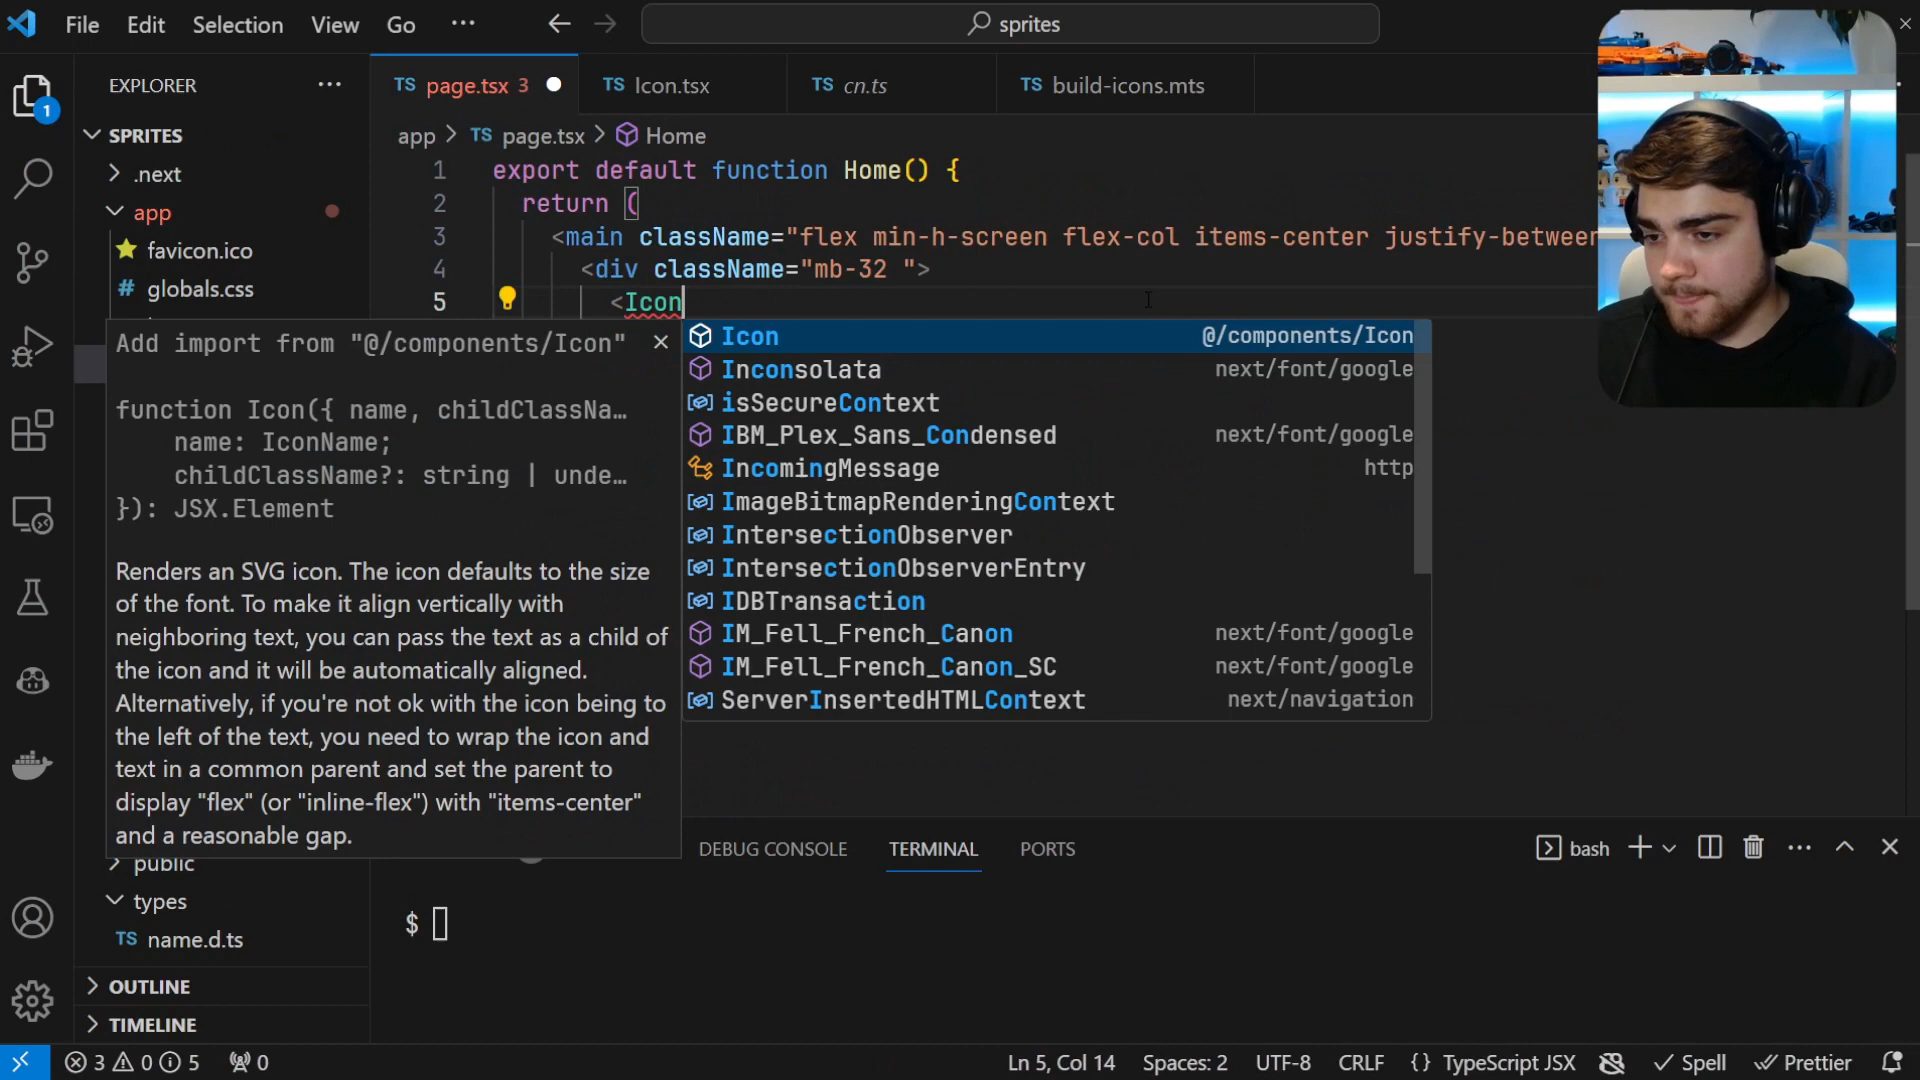 File Edit Selection View Go ··· sprites
EXPLORER ···
TS page.tsx 3
TS Icon.tsx
TS cn.ts
TS build-icons.mts
SPRITES
app > TS page.tsx > Home
.next
app
favicon.ico
# globals.css
1 export default function Home() {
2 return (
3 <main className="flex min-h-screen flex-col items-center justify-between
4 <div className="mb-32 ">
5 <Icon
Add import from "@/components/Icon"
function Icon({ name, childClassNa…
name: IconName;
childClassName?: string | unde…
}): JSX.Element
Renders an SVG icon. The icon defaults to the size
of the font. To make it align vertically with
neighboring text, you can pass the text as a child of
the icon and it will be automatically aligned.
Alternatively, if you're not ok with the icon being to
the left of the text, you need to wrap the icon and
text in a common parent and set the parent to
display "flex" (or "inline-flex") with "items-center"
and a reasonable gap.
Icon @/components/Icon
Inconsolata next/font/google
isSecureContext
IBM_Plex_Sans_Condensed next/font/google
IncomingMessage http
ImageBitmapRenderingContext
IntersectionObserver
IntersectionObserverEntry
IDBTransaction
IM_Fell_French_Canon next/font/google
IM_Fell_French_Canon_SC next/font/google
ServerInsertedHTMLContext next/navigation
public
types
TS name.d.ts
OUTLINE
TIMELINE
DEBUG CONSOLE TERMINAL PORTS bash
$
1
3 0 5 0 Ln 5, Col 14 Spaces: 2 UTF-8 CRLF {} TypeScript JSX Spell Prettier